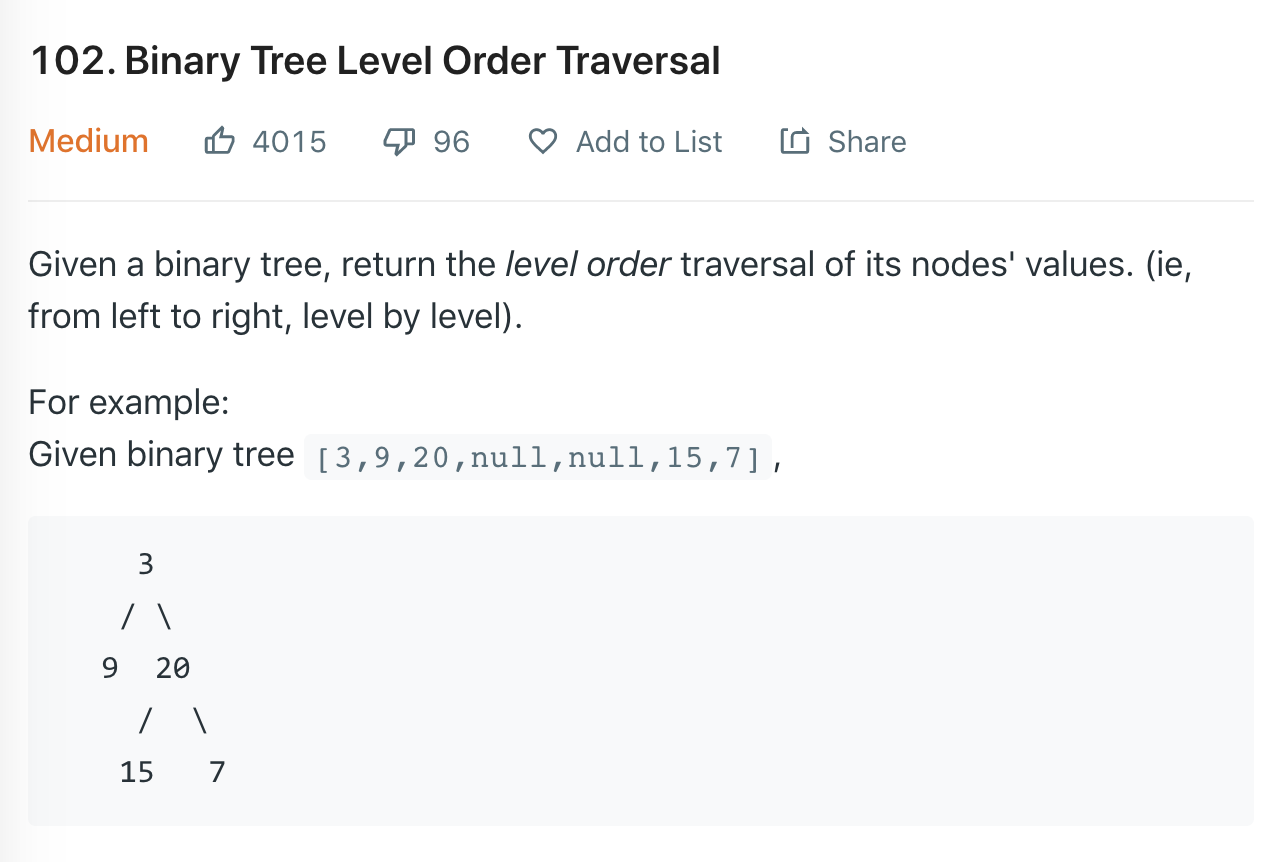 102. Binary Tree Level Order Traversal
Medium 4015 96 Add to List Share
Given a binary tree, return the level order traversal of its nodes' values. (ie,
from left to right, level by level).
For example:
Given binary tree [3,9,20,null,null,15,7],
3
/ \
9 20
/ \
15 7